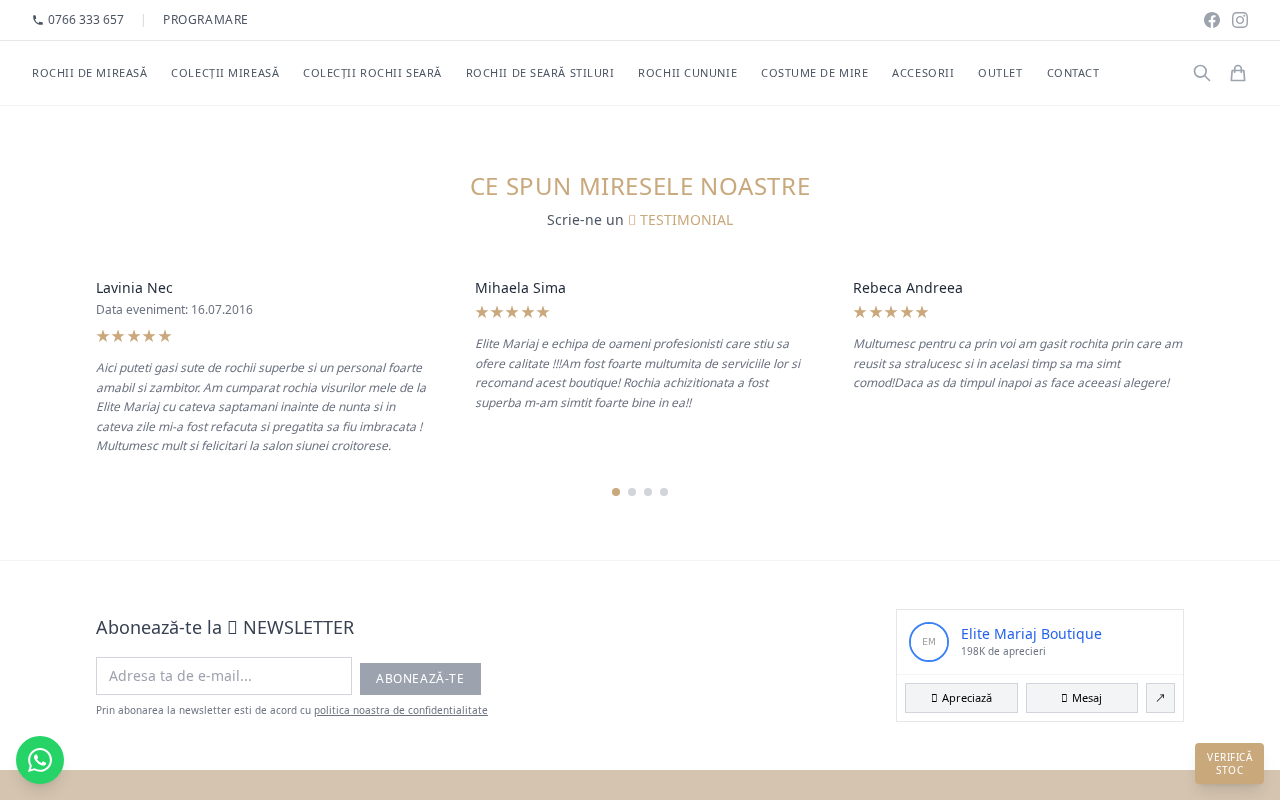 0766 333 657 | PROGRAMARE
ROCHII DE MIREASĂ COLECȚII MIREASĂ COLECȚII ROCHII SEARĂ ROCHII DE SEARĂ STILURI ROCHII CUNUNIE COSTUME DE MIRE ACCESORII OUTLET CONTACT
CE SPUN MIRESELE NOASTRE
Scrie-ne un TESTIMONIAL
Lavinia Nec
Data eveniment: 16.07.2016
★★★★★
Aici puteti gasi sute de rochii superbe si un personal foarte
amabil si zambitor. Am cumparat rochia visurilor mele de la
Elite Mariaj cu cateva saptamani inainte de nunta si in
cateva zile mi-a fost refacuta si pregatita sa fiu imbracata !
Multumesc mult si felicitari la salon siunei croitorese.
Mihaela Sima
★★★★★
Elite Mariaj e echipa de oameni profesionisti care stiu sa
ofere calitate !!!Am fost foarte multumita de serviciile lor si
recomand acest boutique! Rochia achizitionata a fost
superba m-am simtit foarte bine in ea!!
Rebeca Andreea
★★★★★
Multumesc pentru ca prin voi am gasit rochita prin care am
reusit sa stralucesc si in acelasi timp sa ma simt
comod!Daca as da timpul inapoi as face aceeasi alegere!
Abonează-te la NEWSLETTER
Adresa ta de e-mail...
ABONEAZĂ-TE
Prin abonarea la newsletter esti de acord cu politica noastra de confidentialitate
EM
Elite Mariaj Boutique
198K de aprecieri
Apreciază
Mesaj
↗
VERIFICĂ
STOC